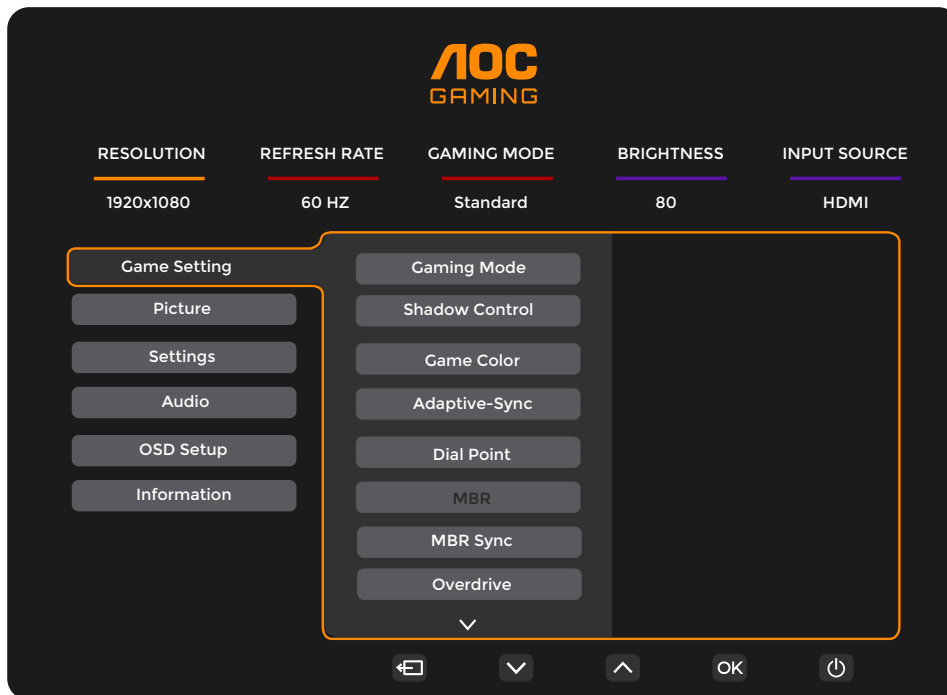 AOC
GAMING
RESOLUTION REFRESH RATE GAMING MODE BRIGHTNESS INPUT SOURCE
1920x1080 60 HZ Standard 80 HDMI
Game Setting
Picture
Settings
Audio
OSD Setup
Information
Gaming Mode
Shadow Control
Game Color
Adaptive-Sync
Dial Point
MBR
MBR Sync
Overdrive
OK